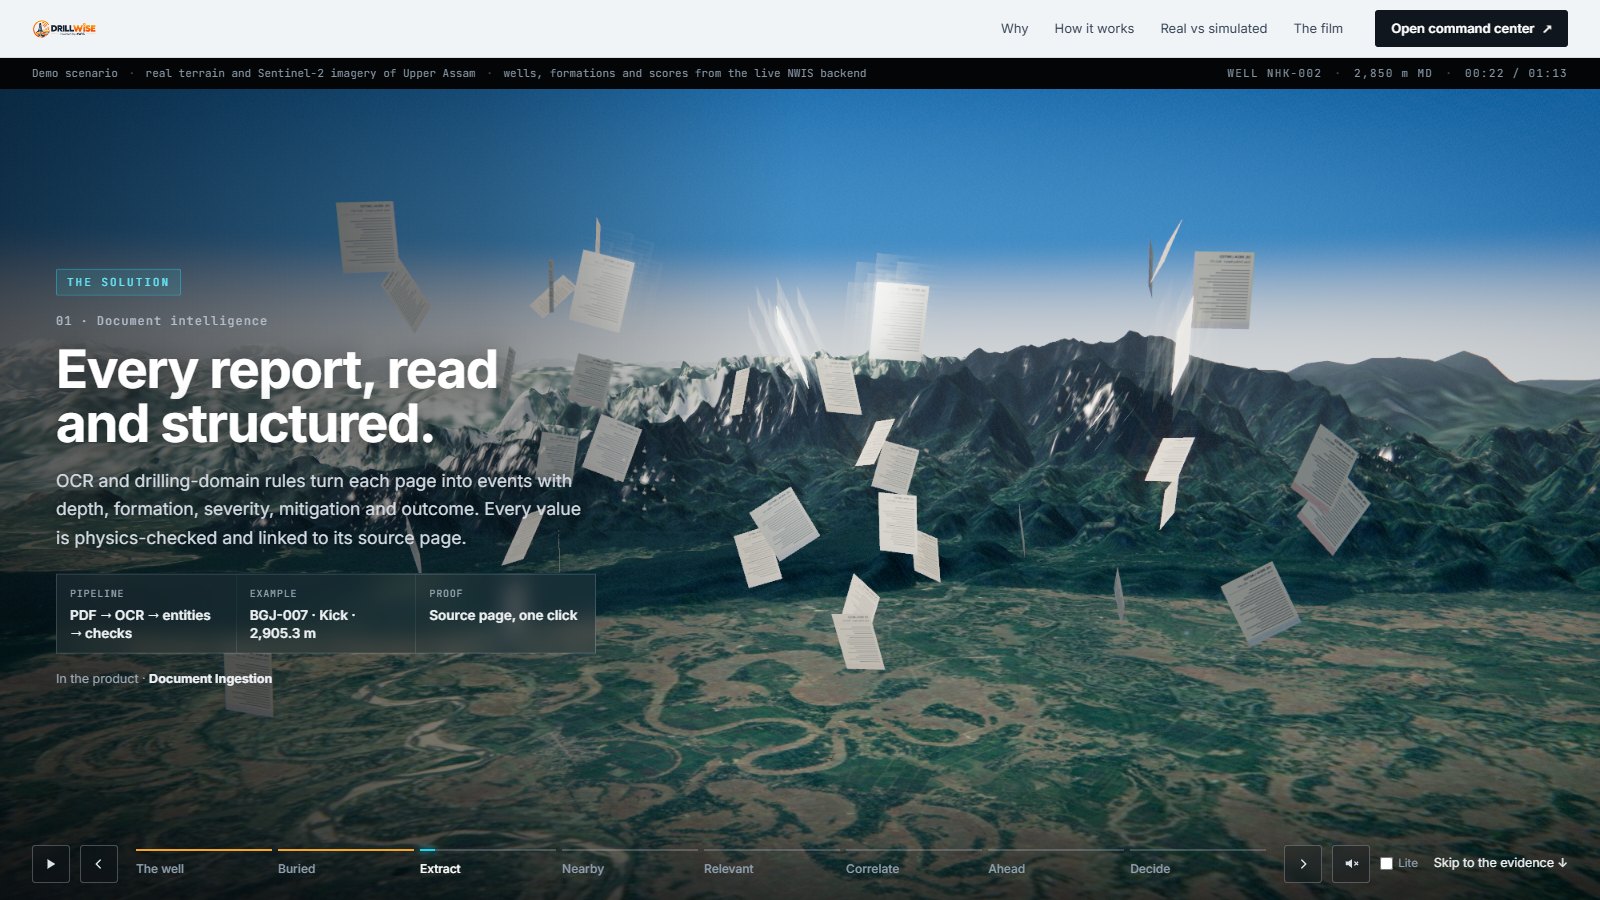 DRILLWISE
Why
How it works
Real vs simulated
The film
Open command center ↗
Demo scenario · real terrain and Sentinel-2 imagery of Upper Assam · wells, formations and scores from the live NWIS backend
WELL NHK-002 · 2,850 m MD · 00:22 / 01:13
THE SOLUTION
01 · Document intelligence
Every report, read
and structured.
OCR and drilling-domain rules turn each page into events with
depth, formation, severity, mitigation and outcome. Every value
is physics-checked and linked to its source page.
PIPELINE
PDF → OCR → entities
→ checks
EXAMPLE
BGJ-007 · Kick ·
2,905.3 m
PROOF
Source page, one click
In the product · Document Ingestion
The well
Buried
Extract
Nearby
Relevant
Correlate
Ahead
Decide
Lite
Skip to the evidence ↓